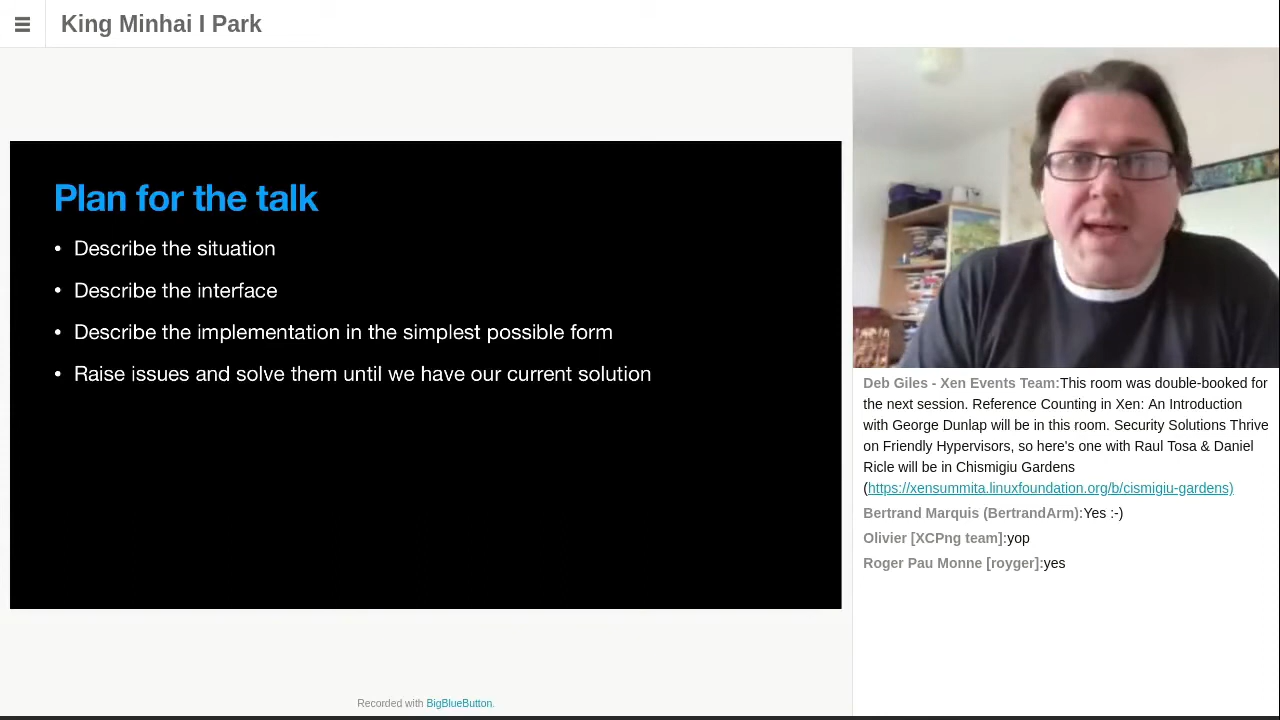 King Minhai I Park
Plan for the talk
• Describe the situation
• Describe the interface
• Describe the implementation in the simplest possible form
• Raise issues and solve them until we have our current solution
Deb Giles - Xen Events Team:This room was double-booked for
the next session. Reference Counting in Xen: An Introduction
with George Dunlap will be in this room. Security Solutions Thrive
on Friendly Hypervisors, so here's one with Raul Tosa & Daniel
Ricle will be in Chismigiu Gardens
(https://xensummita.linuxfoundation.org/b/cismigiu-gardens)
Bertrand Marquis (BertrandArm):Yes :-)
Olivier [XCPng team]:yop
Roger Pau Monne [royger]:yes
Recorded with BigBlueButton.